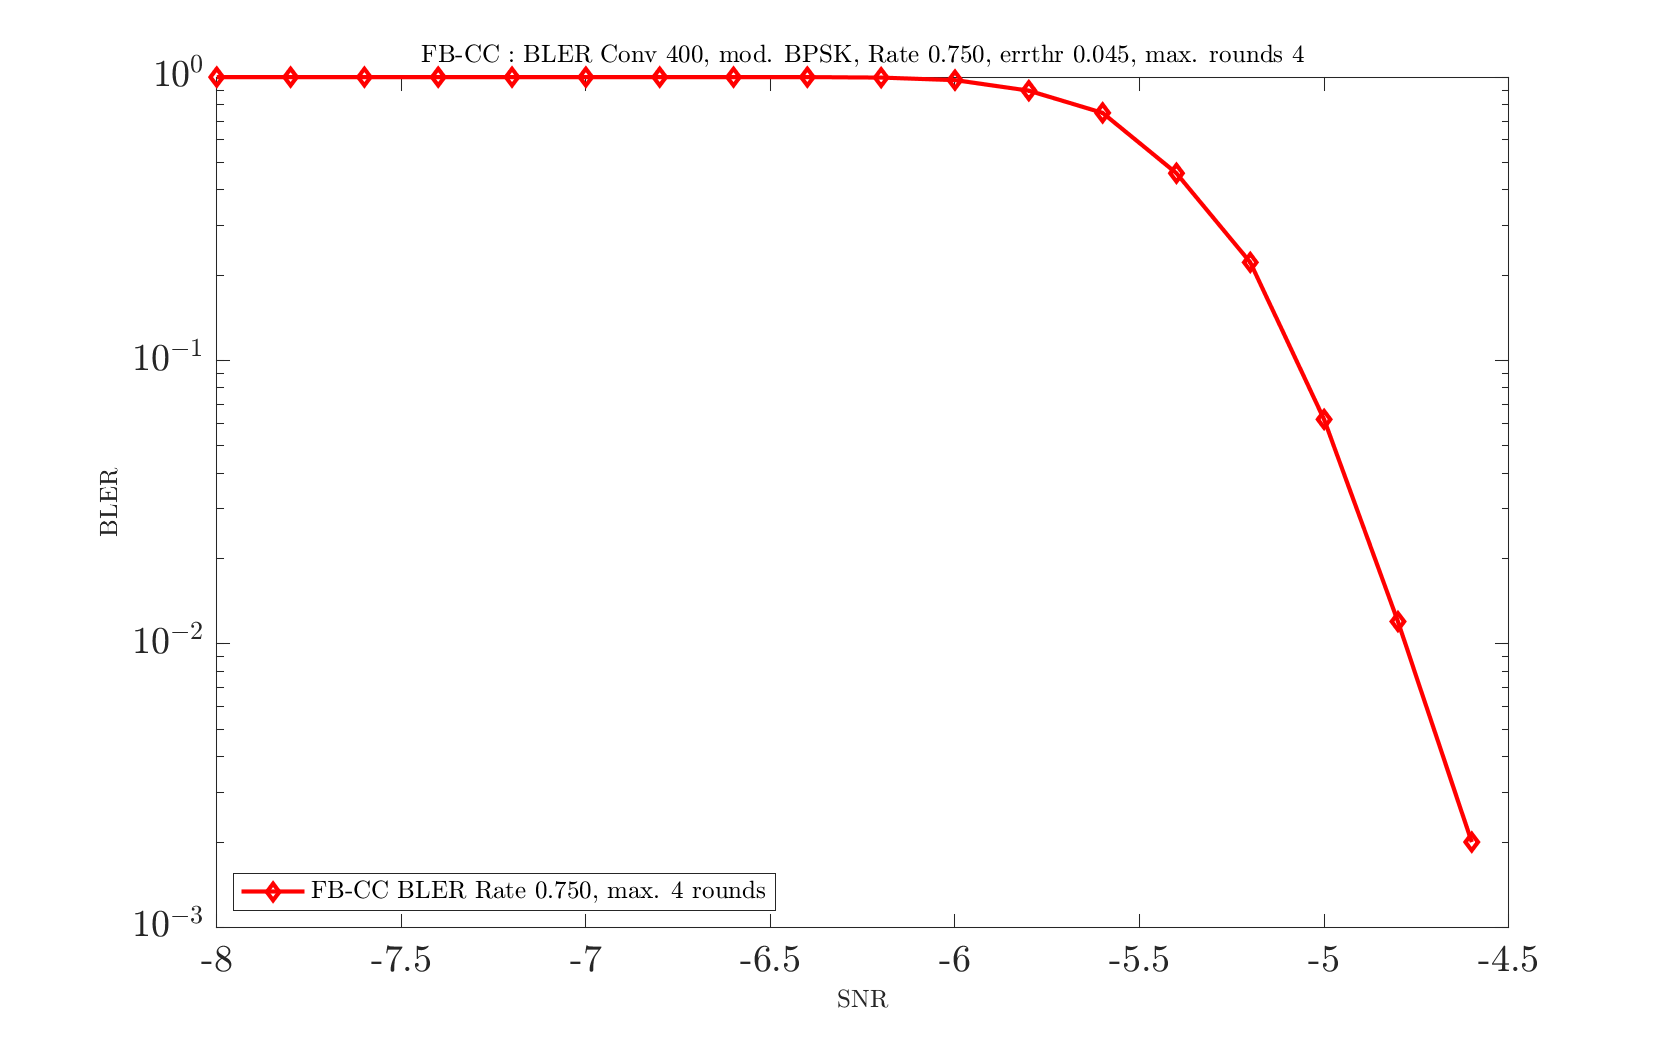 FB-CC : BLER Conv 400, mod. BPSK, Rate 0.750, errthr 0.045, max. rounds 4
10⁰
10⁻¹
10⁻²
10⁻³
BLER
FB-CC BLER Rate 0.750, max. 4 rounds
-8 -7.5 -7 -6.5 -6 -5.5 -5 -4.5
SNR